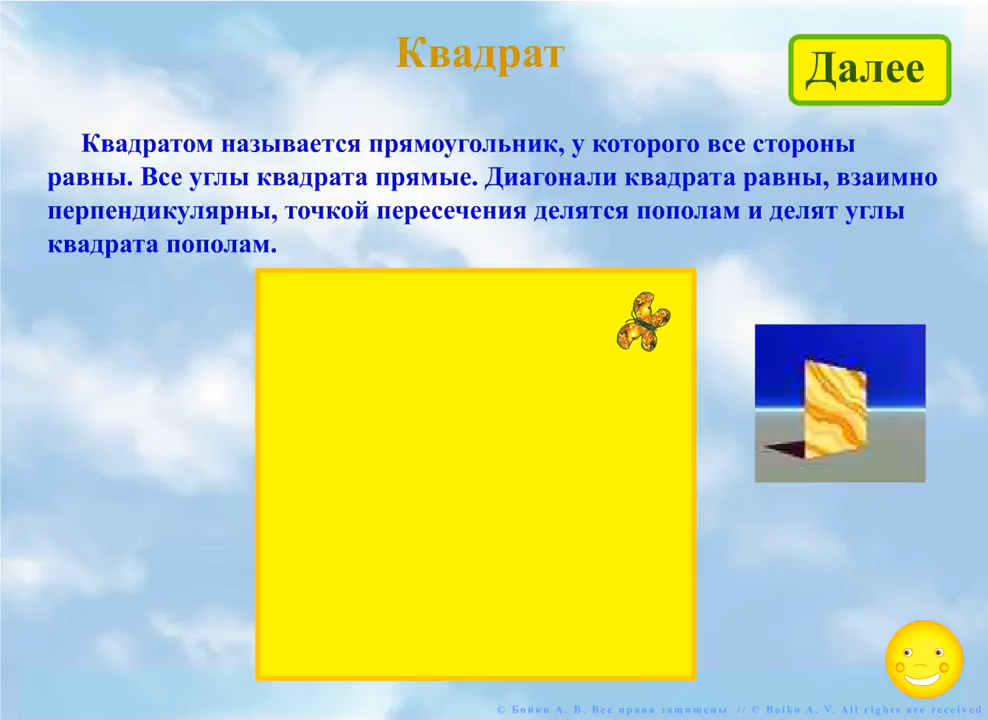 Квадрат
Далее
Квадратом называется прямоугольник, у которого все стороны
равны. Все углы квадрата прямые. Диагонали квадрата равны, взаимно
перпендикулярны, точкой пересечения делятся пополам и делят углы
квадрата пополам.
© Бойко А. В. Все права защищены // © Boiko A. V. All rights are received